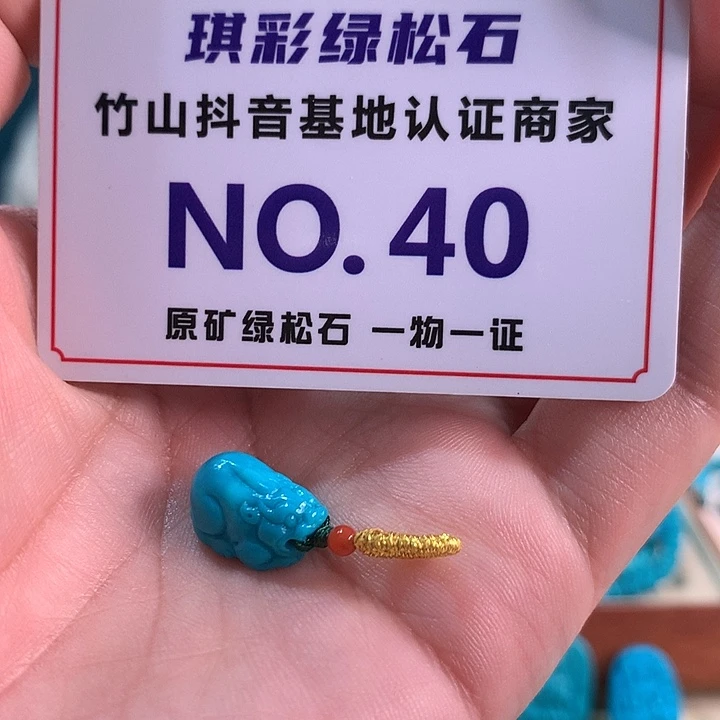 琪彩绿松石
竹山抖音基地认证商家
NO.40
原矿绿松石 一物一证